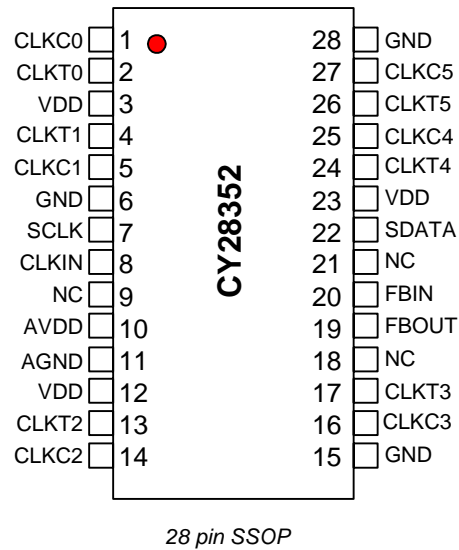 CLKC0 1 28 GND
CLKT0 2 27 CLKC5
VDD 3 26 CLKT5
CLKT1 4 25 CLKC4
CLKC1 5 24 CLKT4
GND 6 23 VDD
SCLK 7 22 SDATA
CLKIN 8 21 NC
NC 9 20 FBIN
AVDD 10 19 FBOUT
AGND 11 18 NC
VDD 12 17 CLKT3
CLKT2 13 16 CLKC3
CLKC2 14 15 GND
CY28352
28 pin SSOP